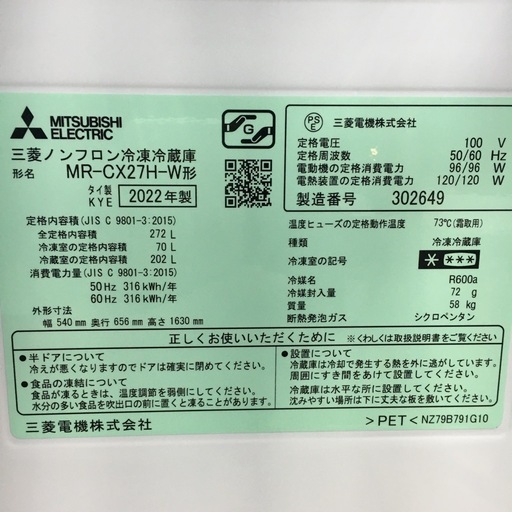 MITSUBISHI
ELECTRIC
三菱ノンフロン冷凍冷蔵庫
形名 MR-CX27H-W形
タイ製
KYE
2022年製
定格内容積(JIS C 9801-3:2015)
全定格内容積 272 L
冷凍室の定格内容積 70 L
冷蔵室の定格内容積 202 L
消費電力量(JIS C 9801-3:2015)
50 Hz 316 kWh/年
60 Hz 316 kWh/年
外形寸法
幅 540 mm 奥行 656 mm 高さ 1630 mm
G
PSE
三菱電機株式会社
定格電圧 100 V
定格周波数 50/60 Hz
電動機の定格消費電力 96/96 W
電熱装置の定格消費電力 120/120 W
製造番号 302649
温度ヒューズの定格動作温度 73℃(霜取用)
種類 冷凍冷蔵庫
冷凍室の記号 ****
冷媒名 R600a
冷媒封入量 72 g
質量 58 kg
断熱発泡ガス シクロペンタン
正しくお使いいただくために ※くわしくは取扱説明書をご覧ください
●半ドアについて
冷えが悪くなりますのでドアは確実に閉めてください。
●食品の凍結について
食品が凍るときは、温度調節を弱側にしてください。
水分の多い食品を吹出口の前に置くと凍ることがあります。
●設置について
冷蔵庫は冷却で発生する熱を外に逃がしています。
周囲にすき間をあけて設置してください。
冷蔵庫は水平な所に設置してください。
沈みやすい場所は下に丈夫な板を敷いてください。
三菱電機株式会社
>PET< NZ79B791G10